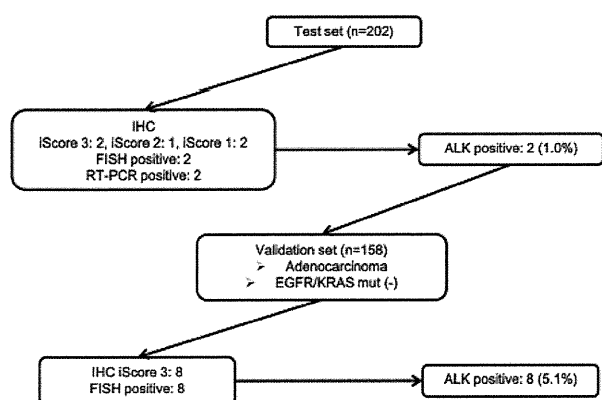 Test set (n=202)
IHC
iScore 3: 2, iScore 2: 1, iScore 1: 2
FISH positive: 2
RT-PCR positive: 2
ALK positive: 2 (1.0%)
Validation set (n=158)
➢ Adenocarcinoma
➢ EGFR/KRAS mut (-)
IHC iScore 3: 8
FISH positive: 8
ALK positive: 8 (5.1%)